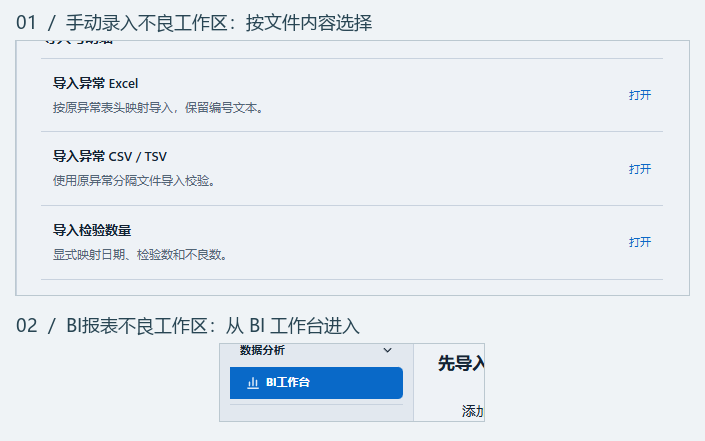 01 / 手动录入不良工作区：按文件内容选择
导入异常 Excel
打开
按原异常表头映射导入，保留编号文本。
导入异常 CSV / TSV
打开
使用原异常分隔文件导入校验。
导入检验数量
打开
显式映射日期、检验数和不良数。
02 / BI报表不良工作区：从 BI 工作台进入
数据分析
先导入
BI工作台
添加